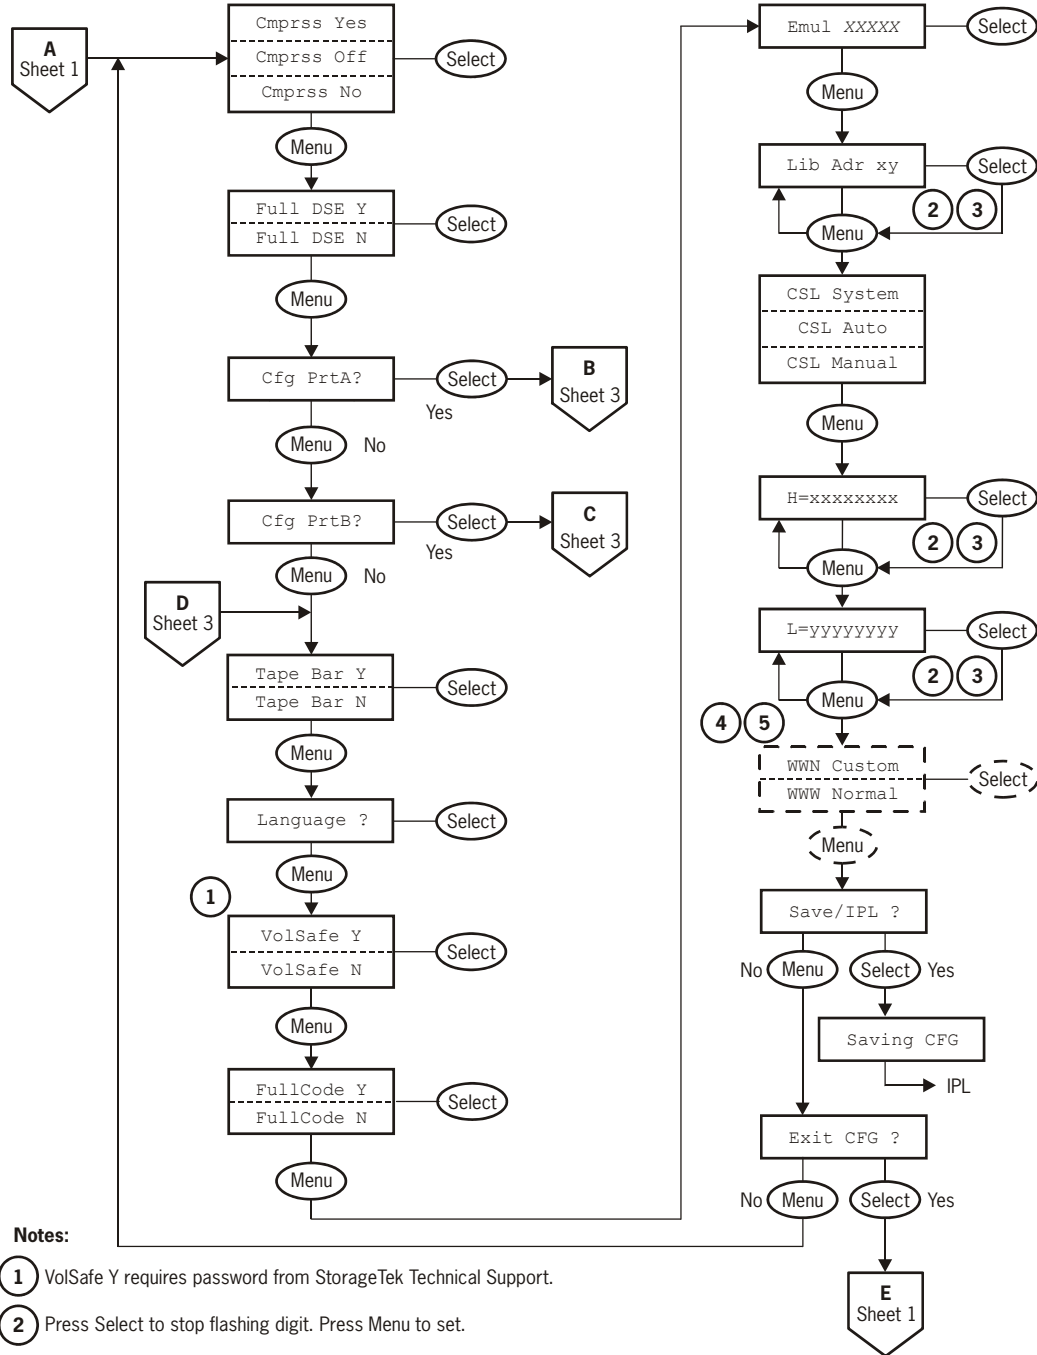 A
Sheet 1
Cmprss Yes
Cmprss Off
Cmprss No
Select
Menu
Full DSE Y
Full DSE N
Select
Menu
Cfg PrtA?
Select
Yes
B
Sheet 3
Menu
No
Cfg PrtB?
Select
Yes
C
Sheet 3
Menu
No
D
Sheet 3
Tape Bar Y
Tape Bar N
Select
Menu
Language ?
Select
Menu
1
VolSafe Y
VolSafe N
Select
Menu
FullCode Y
FullCode N
Select
Menu
Emul XXXXX
Select
Menu
Lib Adr xy
Select
2 3
Menu
CSL System
CSL Auto
CSL Manual
Menu
H=xxxxxxxx
Select
2 3
Menu
L=yyyyyyyy
Select
2 3
Menu
4 5
WWN Custom
WWW Normal
Select
Menu
Save/IPL ?
No Menu
Select Yes
Saving CFG
IPL
Exit CFG ?
No Menu
Select Yes
E
Sheet 1
Notes:
1 VolSafe Y requires password from StorageTek Technical Support.
2 Press Select to stop flashing digit. Press Menu to set.